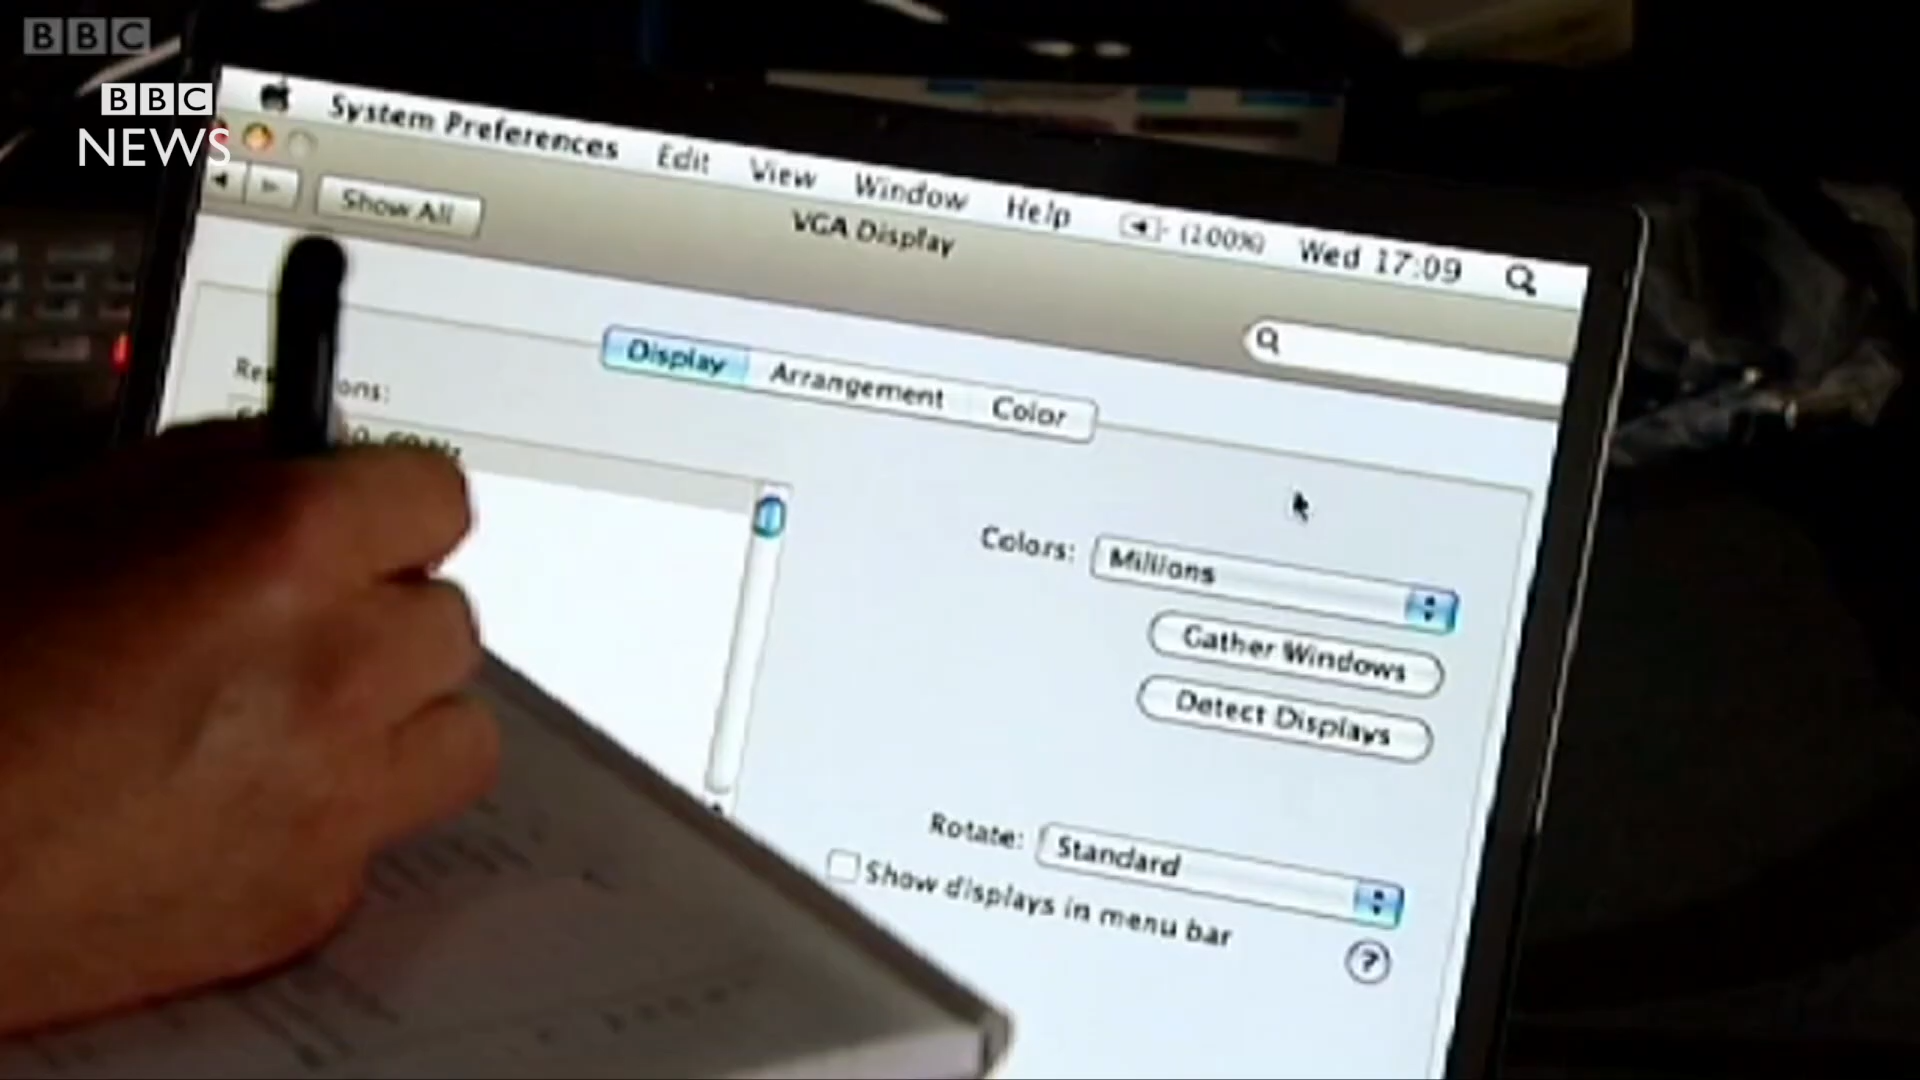 BBC
BBC
NEWS
System Preferences Edit View Window Help (100%) Wed 17:09
Show All
VGA Display
Display Arrangement Color
Colors: Millions
Gather Windows
Detect Displays
Rotate: Standard
Show displays in menu bar
?